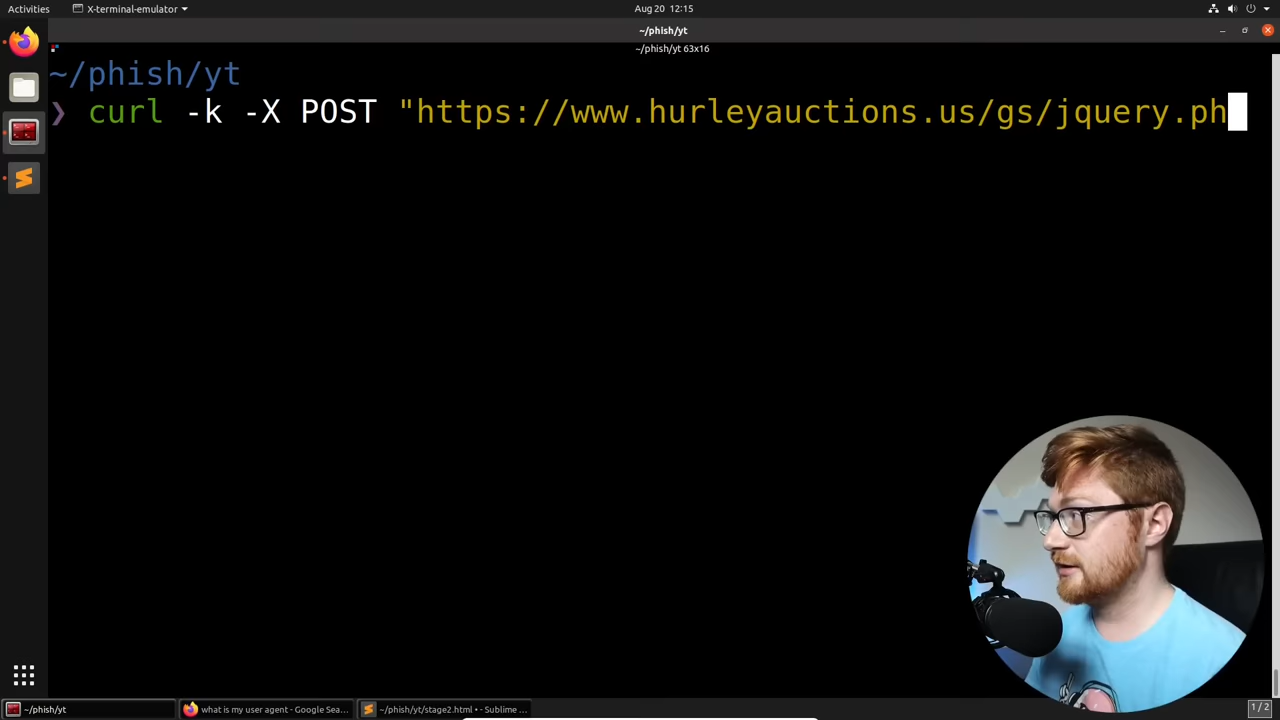 Activities
X-terminal-emulator
Aug 20 12:15
~/phish/yt
~/phish/yt 63x16
~/phish/yt
❯ curl -k -X POST "https://www.hurleyauctions.us/gs/jquery.ph
~/phish/yt
what is my user agent - Google Sea...
~/phish/yt/stage2.html • - Sublime ...
1 / 2